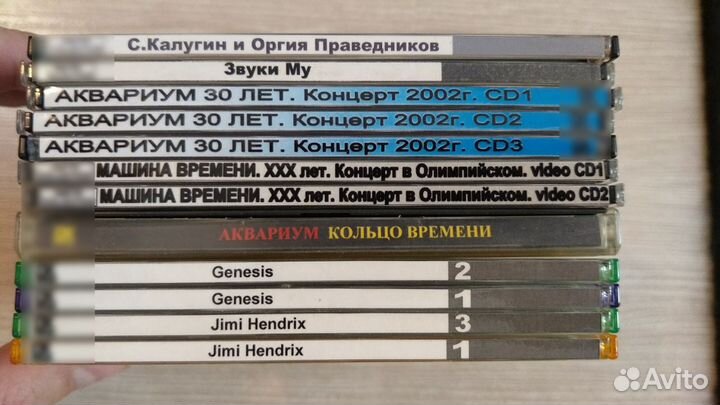 С.Калугин и Оргия Праведников
Звуки Му
АКВАРИУМ 30 ЛЕТ. Концерт 2002г. CD1
АКВАРИУМ 30 ЛЕТ. Концерт 2002г. CD2
АКВАРИУМ 30 ЛЕТ. Концерт 2002г. CD3
МАШИНА ВРЕМЕНИ. XXX лет. Концерт в Олимпийском. video CD1
МАШИНА ВРЕМЕНИ. XXX лет. Концерт в Олимпийском. video CD2
АКВАРИУМ КОЛЬЦО ВРЕМЕНИ
Genesis 2
Genesis 1
Jimi Hendrix 3
Jimi Hendrix 1
Avito